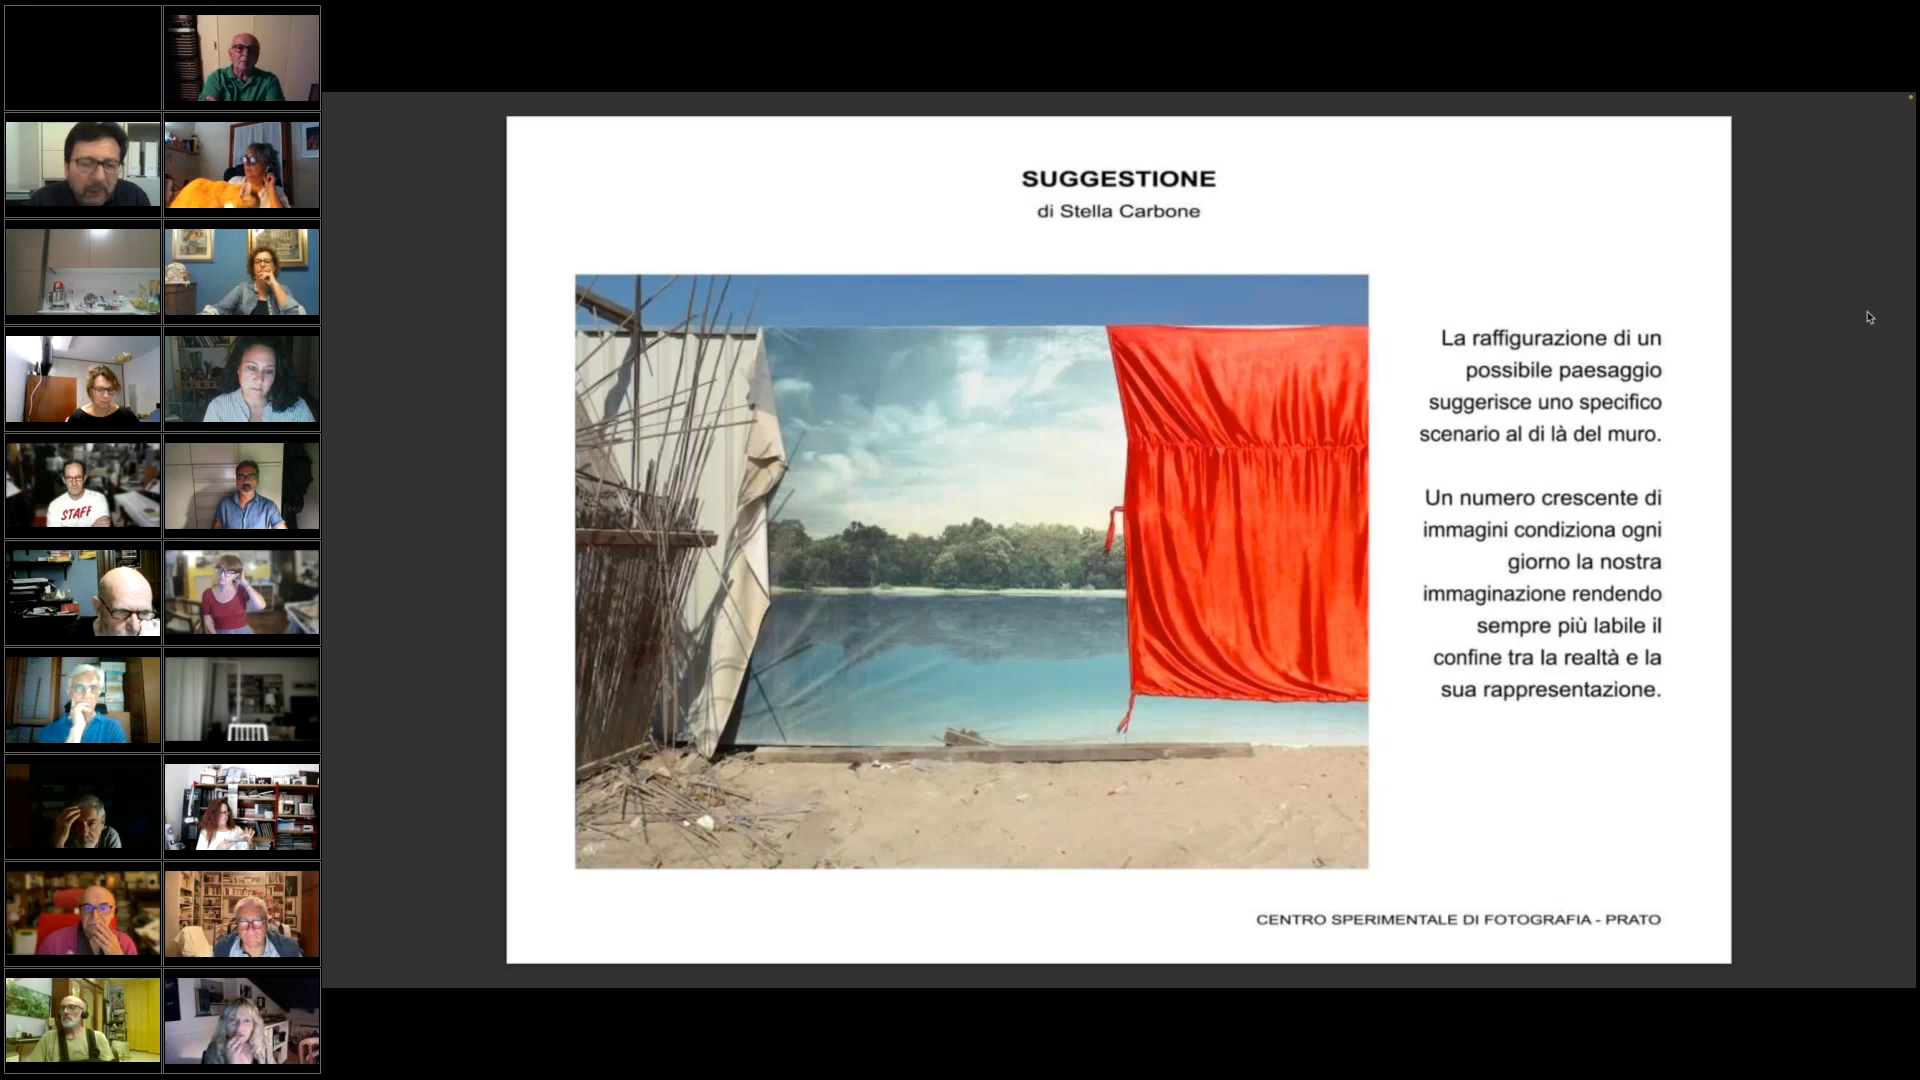 SUGGESTIONE
di Stella Carbone
La raffigurazione di un
possibile paesaggio
suggerisce uno specifico
scenario al di là del muro.
Un numero crescente di
immagini condiziona ogni
giorno la nostra
immaginazione rendendo
sempre più labile il
confine tra la realtà e la
sua rappresentazione.
CENTRO SPERIMENTALE DI FOTOGRAFIA - PRATO
STAFF